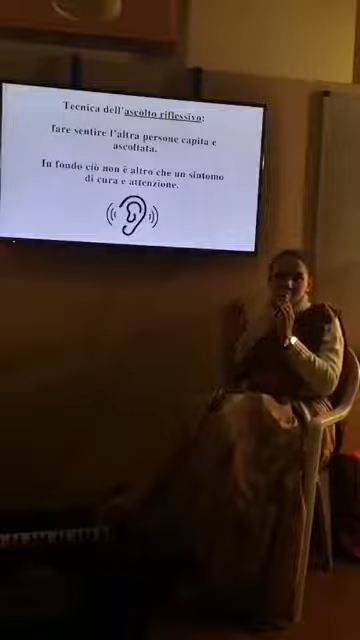 Tecnica dell'ascolto riflessivo:
fare sentire l'altra persone capita e
ascoltata.
In fondo ciò non è altro che un sintomo
di cura e attenzione.